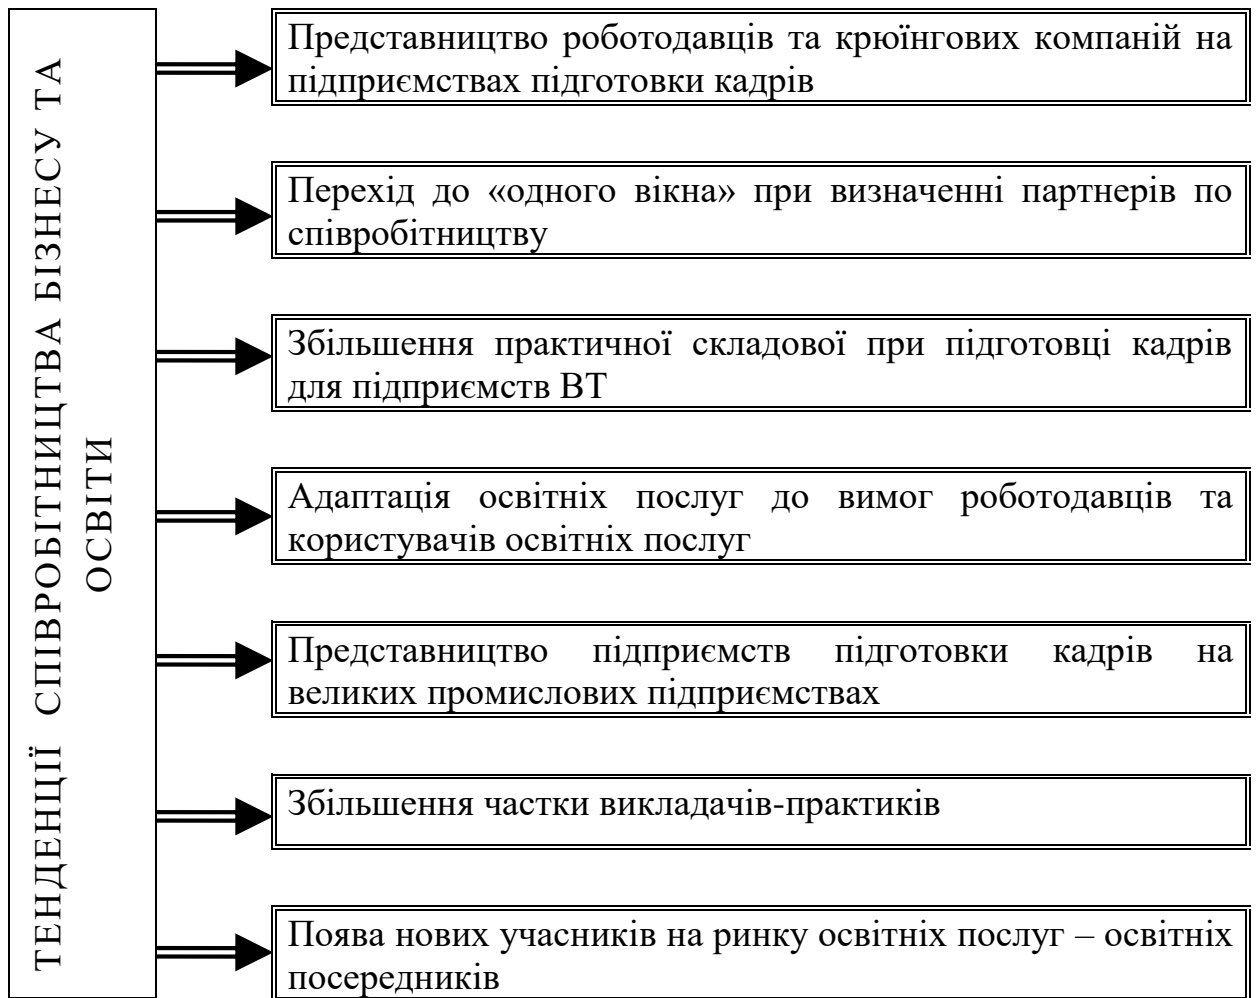 ТЕНДЕНЦІЇ СПІВРОБІТНИЦТВА БІЗНЕСУ ТА
ОСВІТИ
Представництво роботодавців та крюїнгових компаній на
підприємствах підготовки кадрів
Перехід до «одного вікна» при визначенні партнерів по
співробітництву
Збільшення практичної складової при підготовці кадрів
для підприємств ВТ
Адаптація освітніх послуг до вимог роботодавців та
користувачів освітніх послуг
Представництво підприємств підготовки кадрів на
великих промислових підприємствах
Збільшення частки викладачів-практиків
Поява нових учасників на ринку освітніх послуг – освітніх
посередників